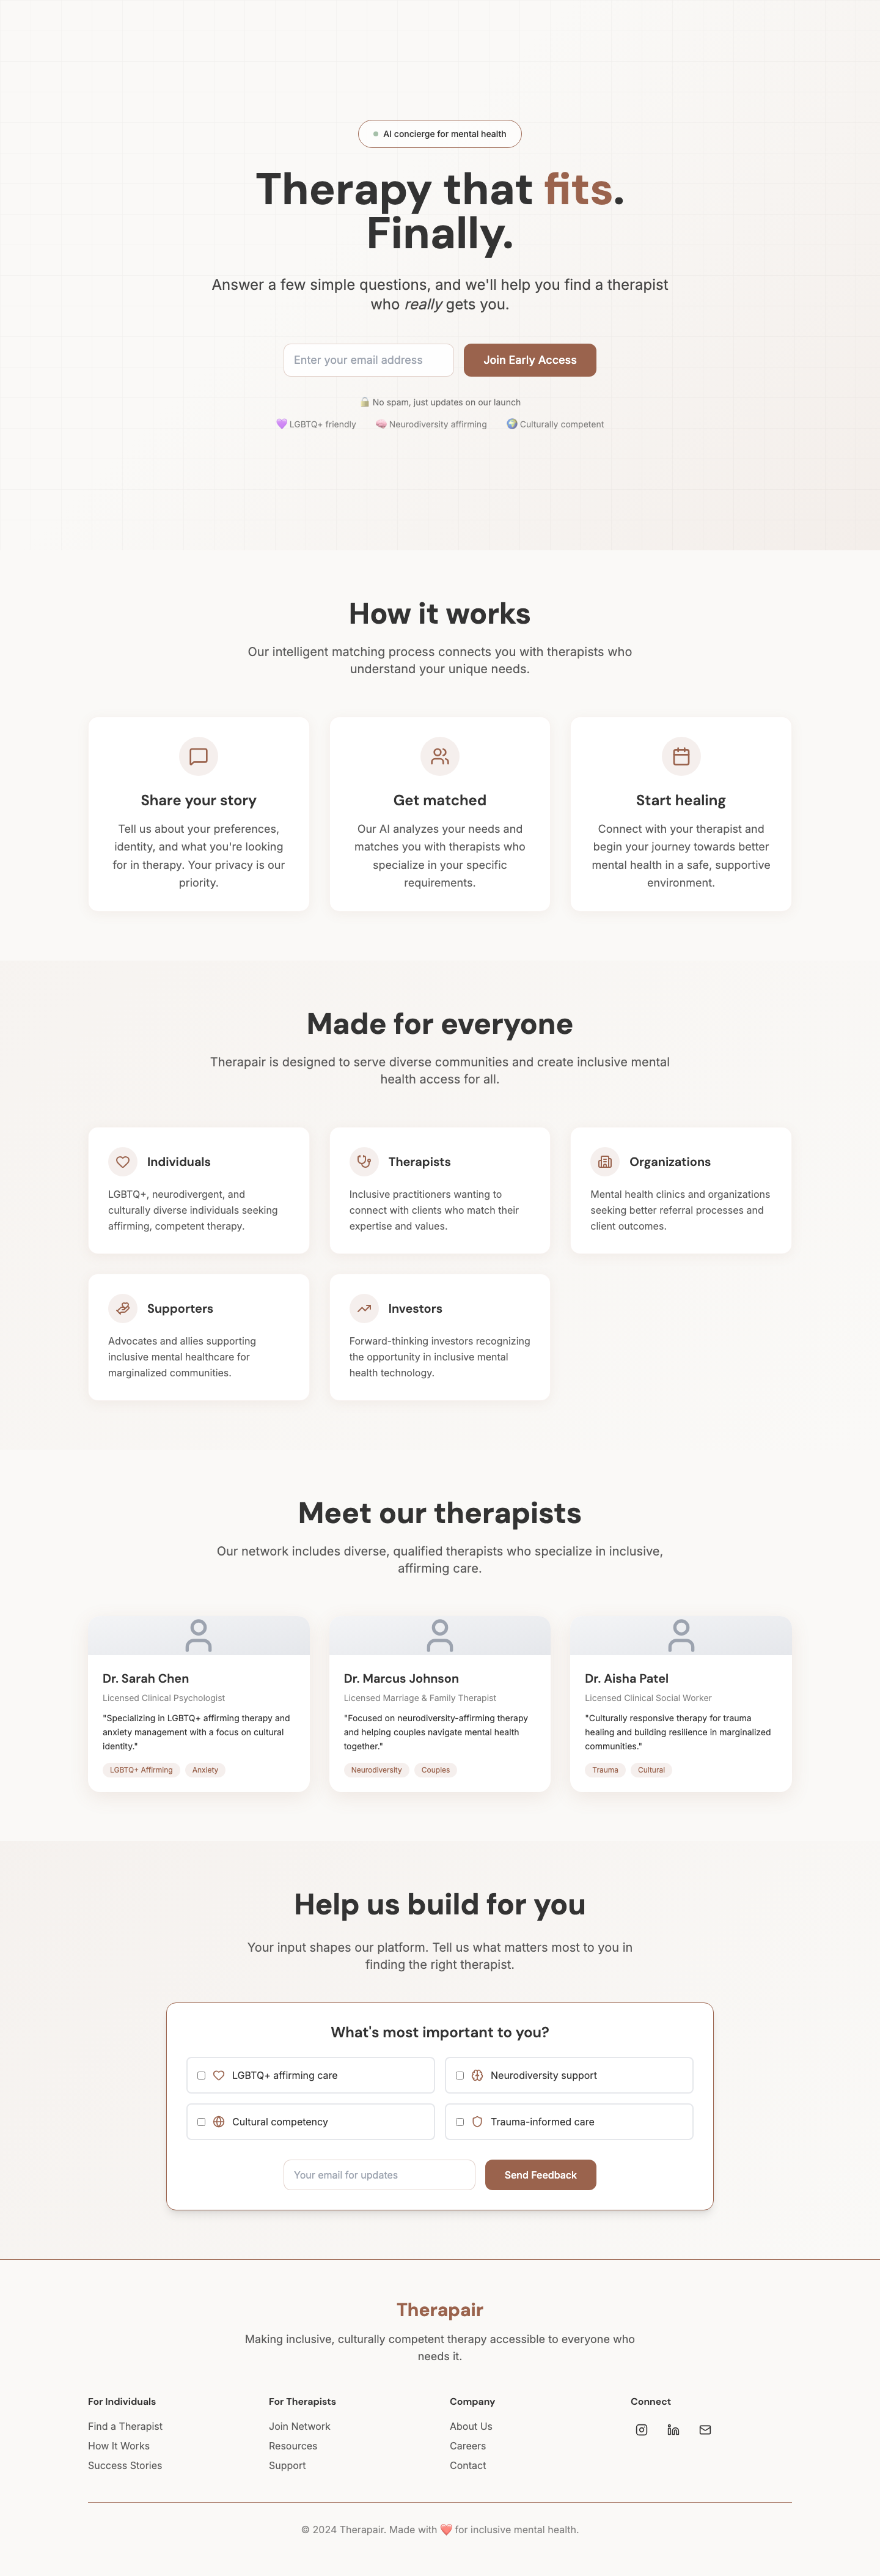 AI concierge for mental health
Therapy that fits.
Finally.
Answer a few simple questions, and we'll help you find a therapist
who really gets you.
Enter your email address
Join Early Access
🔒 No spam, just updates on our launch
💜 LGBTQ+ friendly
🧠 Neurodiversity affirming
🌍 Culturally competent
How it works
Our intelligent matching process connects you with therapists who
understand your unique needs.
Share your story
Tell us about your preferences,
identity, and what you're looking
for in therapy. Your privacy is our
priority.
Get matched
Our AI analyzes your needs and
matches you with therapists who
specialize in your specific
requirements.
Start healing
Connect with your therapist and
begin your journey towards better
mental health in a safe, supportive
environment.
Made for everyone
Therapair is designed to serve diverse communities and create inclusive mental
health access for all.
Individuals
LGBTQ+, neurodivergent, and
culturally diverse individuals seeking
affirming, competent therapy.
Therapists
Inclusive practitioners wanting to
connect with clients who match their
expertise and values.
Organizations
Mental health clinics and organizations
seeking better referral processes and
client outcomes.
Supporters
Advocates and allies supporting
inclusive mental healthcare for
marginalized communities.
Investors
Forward-thinking investors recognizing
the opportunity in inclusive mental
health technology.
Meet our therapists
Our network includes diverse, qualified therapists who specialize in inclusive,
affirming care.
Dr. Sarah Chen
Licensed Clinical Psychologist
"Specializing in LGBTQ+ affirming therapy and
anxiety management with a focus on cultural
identity."
LGBTQ+ Affirming
Anxiety
Dr. Marcus Johnson
Licensed Marriage & Family Therapist
"Focused on neurodiversity-affirming therapy
and helping couples navigate mental health
together."
Neurodiversity
Couples
Dr. Aisha Patel
Licensed Clinical Social Worker
"Culturally responsive therapy for trauma
healing and building resilience in marginalized
communities."
Trauma
Cultural
Help us build for you
Your input shapes our platform. Tell us what matters most to you in
finding the right therapist.
What's most important to you?
LGBTQ+ affirming care
Neurodiversity support
Cultural competency
Trauma-informed care
Your email for updates
Send Feedback
Therapair
Making inclusive, culturally competent therapy accessible to everyone who
needs it.
For Individuals
Find a Therapist
How It Works
Success Stories
For Therapists
Join Network
Resources
Support
Company
About Us
Careers
Contact
Connect
© 2024 Therapair. Made with ❤️ for inclusive mental health.